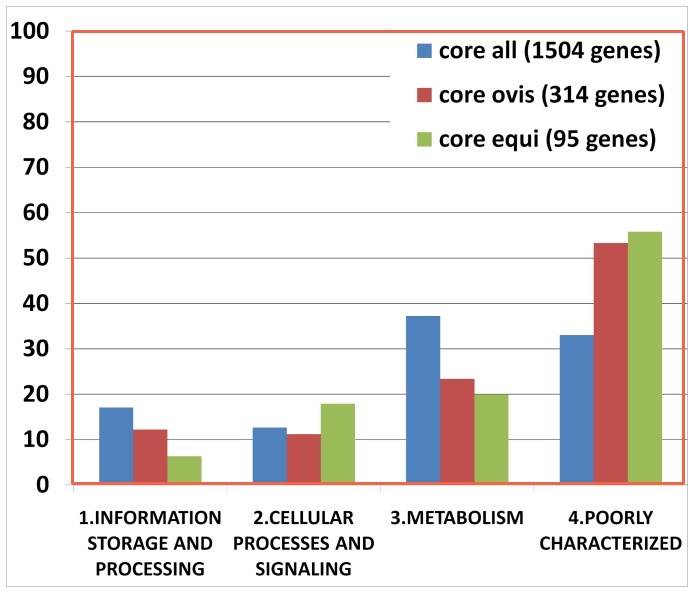 100
90
80
70
60
50
40
30
20
10
0
core all (1504 genes)
core ovis (314 genes)
core equi (95 genes)
1.INFORMATION
STORAGE AND
PROCESSING
2.CELLULAR
PROCESSES AND
SIGNALING
3.METABOLISM
4.POORLY
CHARACTERIZED